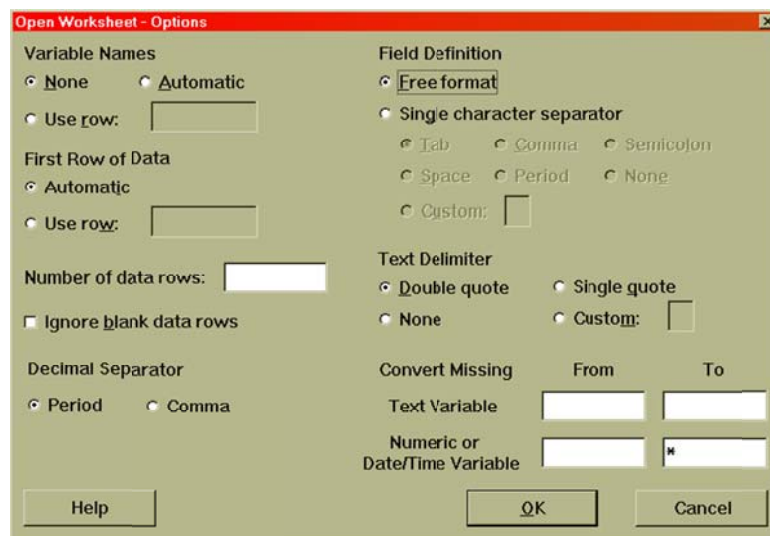 Open Worksheet - Options
Variable Names
None Automatic
Use row:
First Row of Data
Automatic
Use row:
Number of data rows:
Ignore blank data rows
Decimal Separator
Period Comma
Field Definition
Free format
Single character separator
Tab Comma Semicolon
Space Period None
Custom:
Text Delimiter
Double quote Single quote
None Custom:
Convert Missing From To
Text Variable
Numeric or
Date/Time Variable *
Help OK Cancel